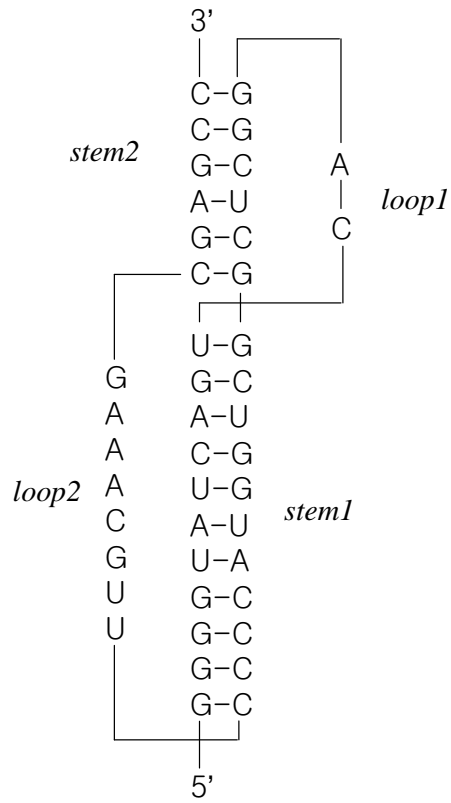 3’
C-G
C-G
stem2
G-C
A
A-U
loop1
G-C
C
C-G
U-G
G
G-C
A
A-U
A
C-G
A
loop2
U-G
stem1
C
A-U
G
U-A
U
G-C
U
G-C
G-C
G-C
5’